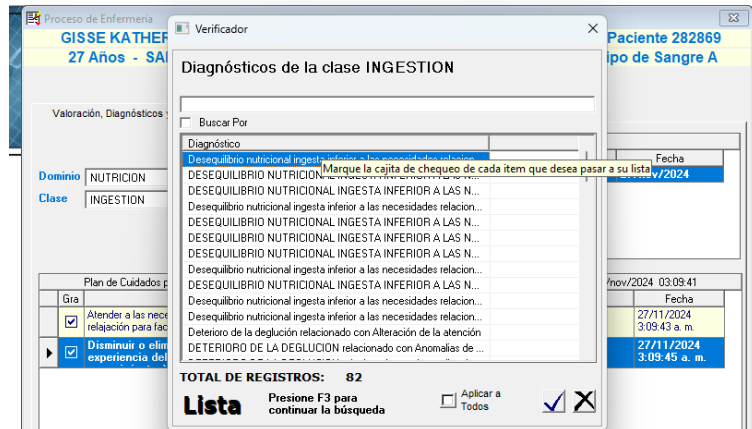 Proceso de Enfermería
GISSE KATHER
Paciente 282869
27 Años - SA
ipo de Sangre A
Verificador
Diagnósticos de la clase INGESTION
Buscar Por
Valoración, Diagnósticos y
Dominio NUTRICION
Clase INGESTION
Fecha
/2024
Diagnóstico
Desequilibrio nutricional ingesta inferior a las necesidades relacion...
Marque la cajita de chequeo de cada item que desea pasar a su lista
DESEQUILIBRIO NUTRICIONAL INGESTA INFERIOR A LAS N...
DESEQUILIBRIO NUTRICIONAL INGESTA INFERIOR A LAS N...
Desequilibrio nutricional ingesta inferior a las necesidades relacion...
DESEQUILIBRIO NUTRICIONAL INGESTA INFERIOR A LAS N...
DESEQUILIBRIO NUTRICIONAL INGESTA INFERIOR A LAS N...
DESEQUILIBRIO NUTRICIONAL INGESTA INFERIOR A LAS N...
Desequilibrio nutricional ingesta inferior a las necesidades relacion...
Desequilibrio nutricional ingesta inferior a las necesidades relacion...
Desequilibrio nutricional ingesta inferior a las necesidades relacion...
Desequilibrio nutricional ingesta inferior a las necesidades relacion...
Deterioro de la deglución relacionado con Alteración de la atención
DETERIORO DE LA DEGLUCION relacionado con Anomalias de ...
TOTAL DE REGISTROS: 82
Lista
Presione F3 para
continuar la búsqueda
Aplicar a
Todos
Plan de Cuidados p
/nov/2024 03:09:41
Gra
Fecha
Atender a las nece
relajación para fac
27/11/2024
3:09:43 a. m.
Disminuir o elim
experiencia del
27/11/2024
3:09:45 a. m.